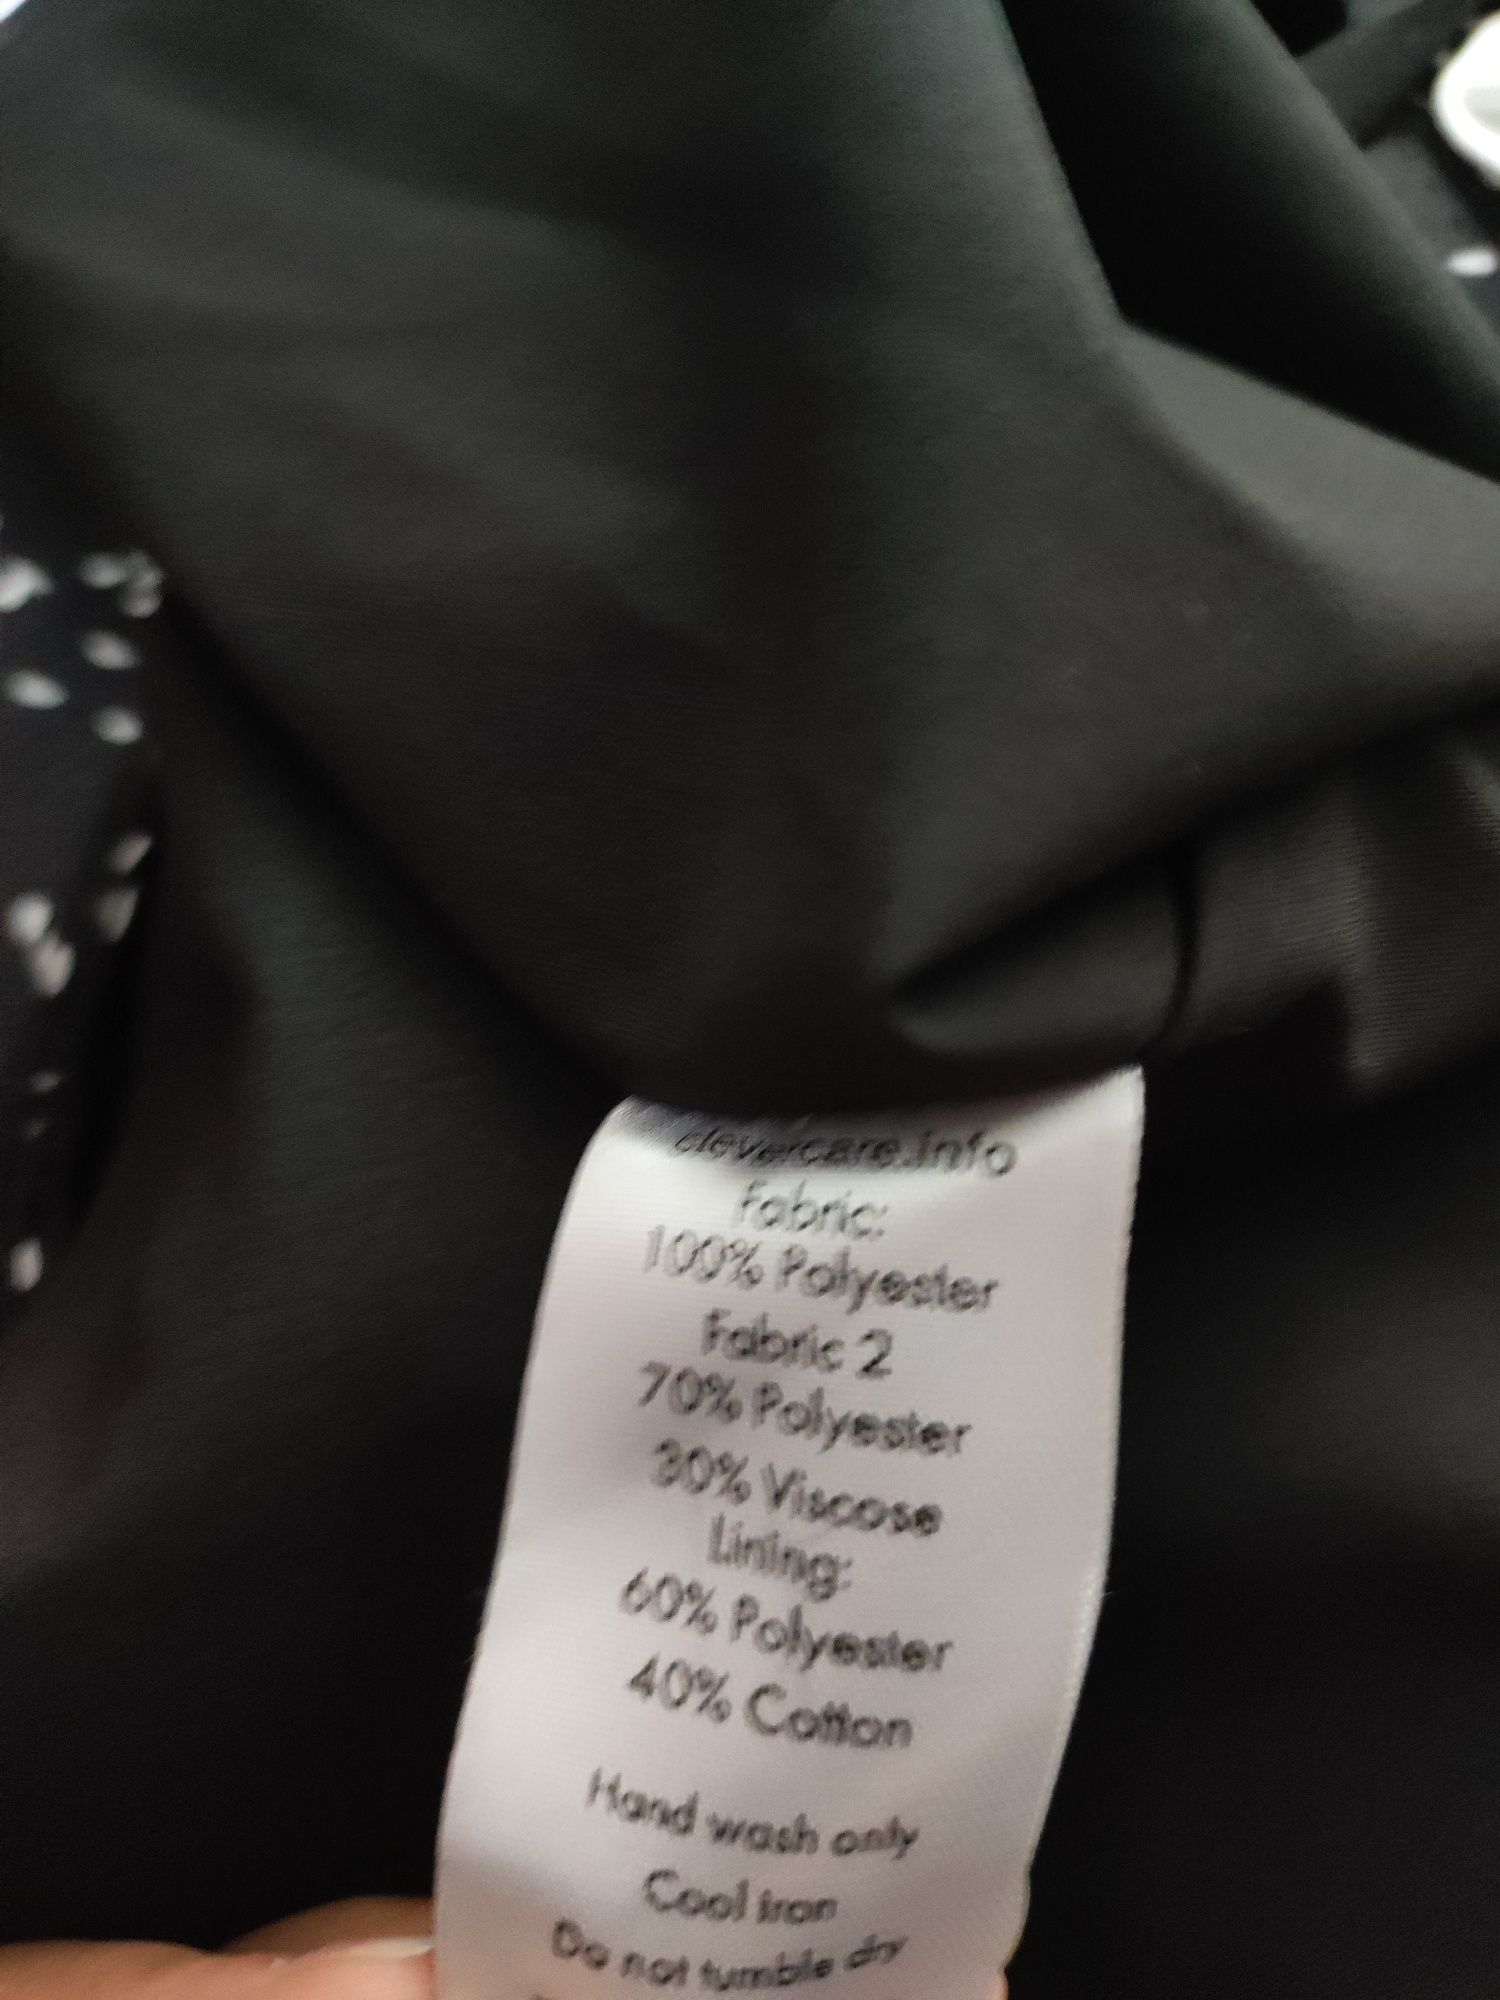 clevercare.info
Fabric:
100% Polyester
Fabric 2
70% Polyester
30% Viscose
Lining:
60% Polyester
40% Cotton
Hand wash only
Cool iron
Do not tumble dry